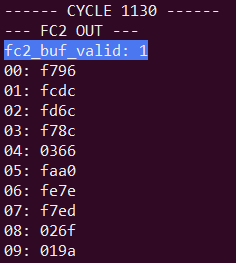 ------ CYCLE 1130 ------
--- FC2 OUT ---
fc2_buf_valid: 1
00: f796
01: fcdc
02: fd6c
03: f78c
04: 0366
05: faa0
06: fe7e
07: f7ed
08: 026f
09: 019a